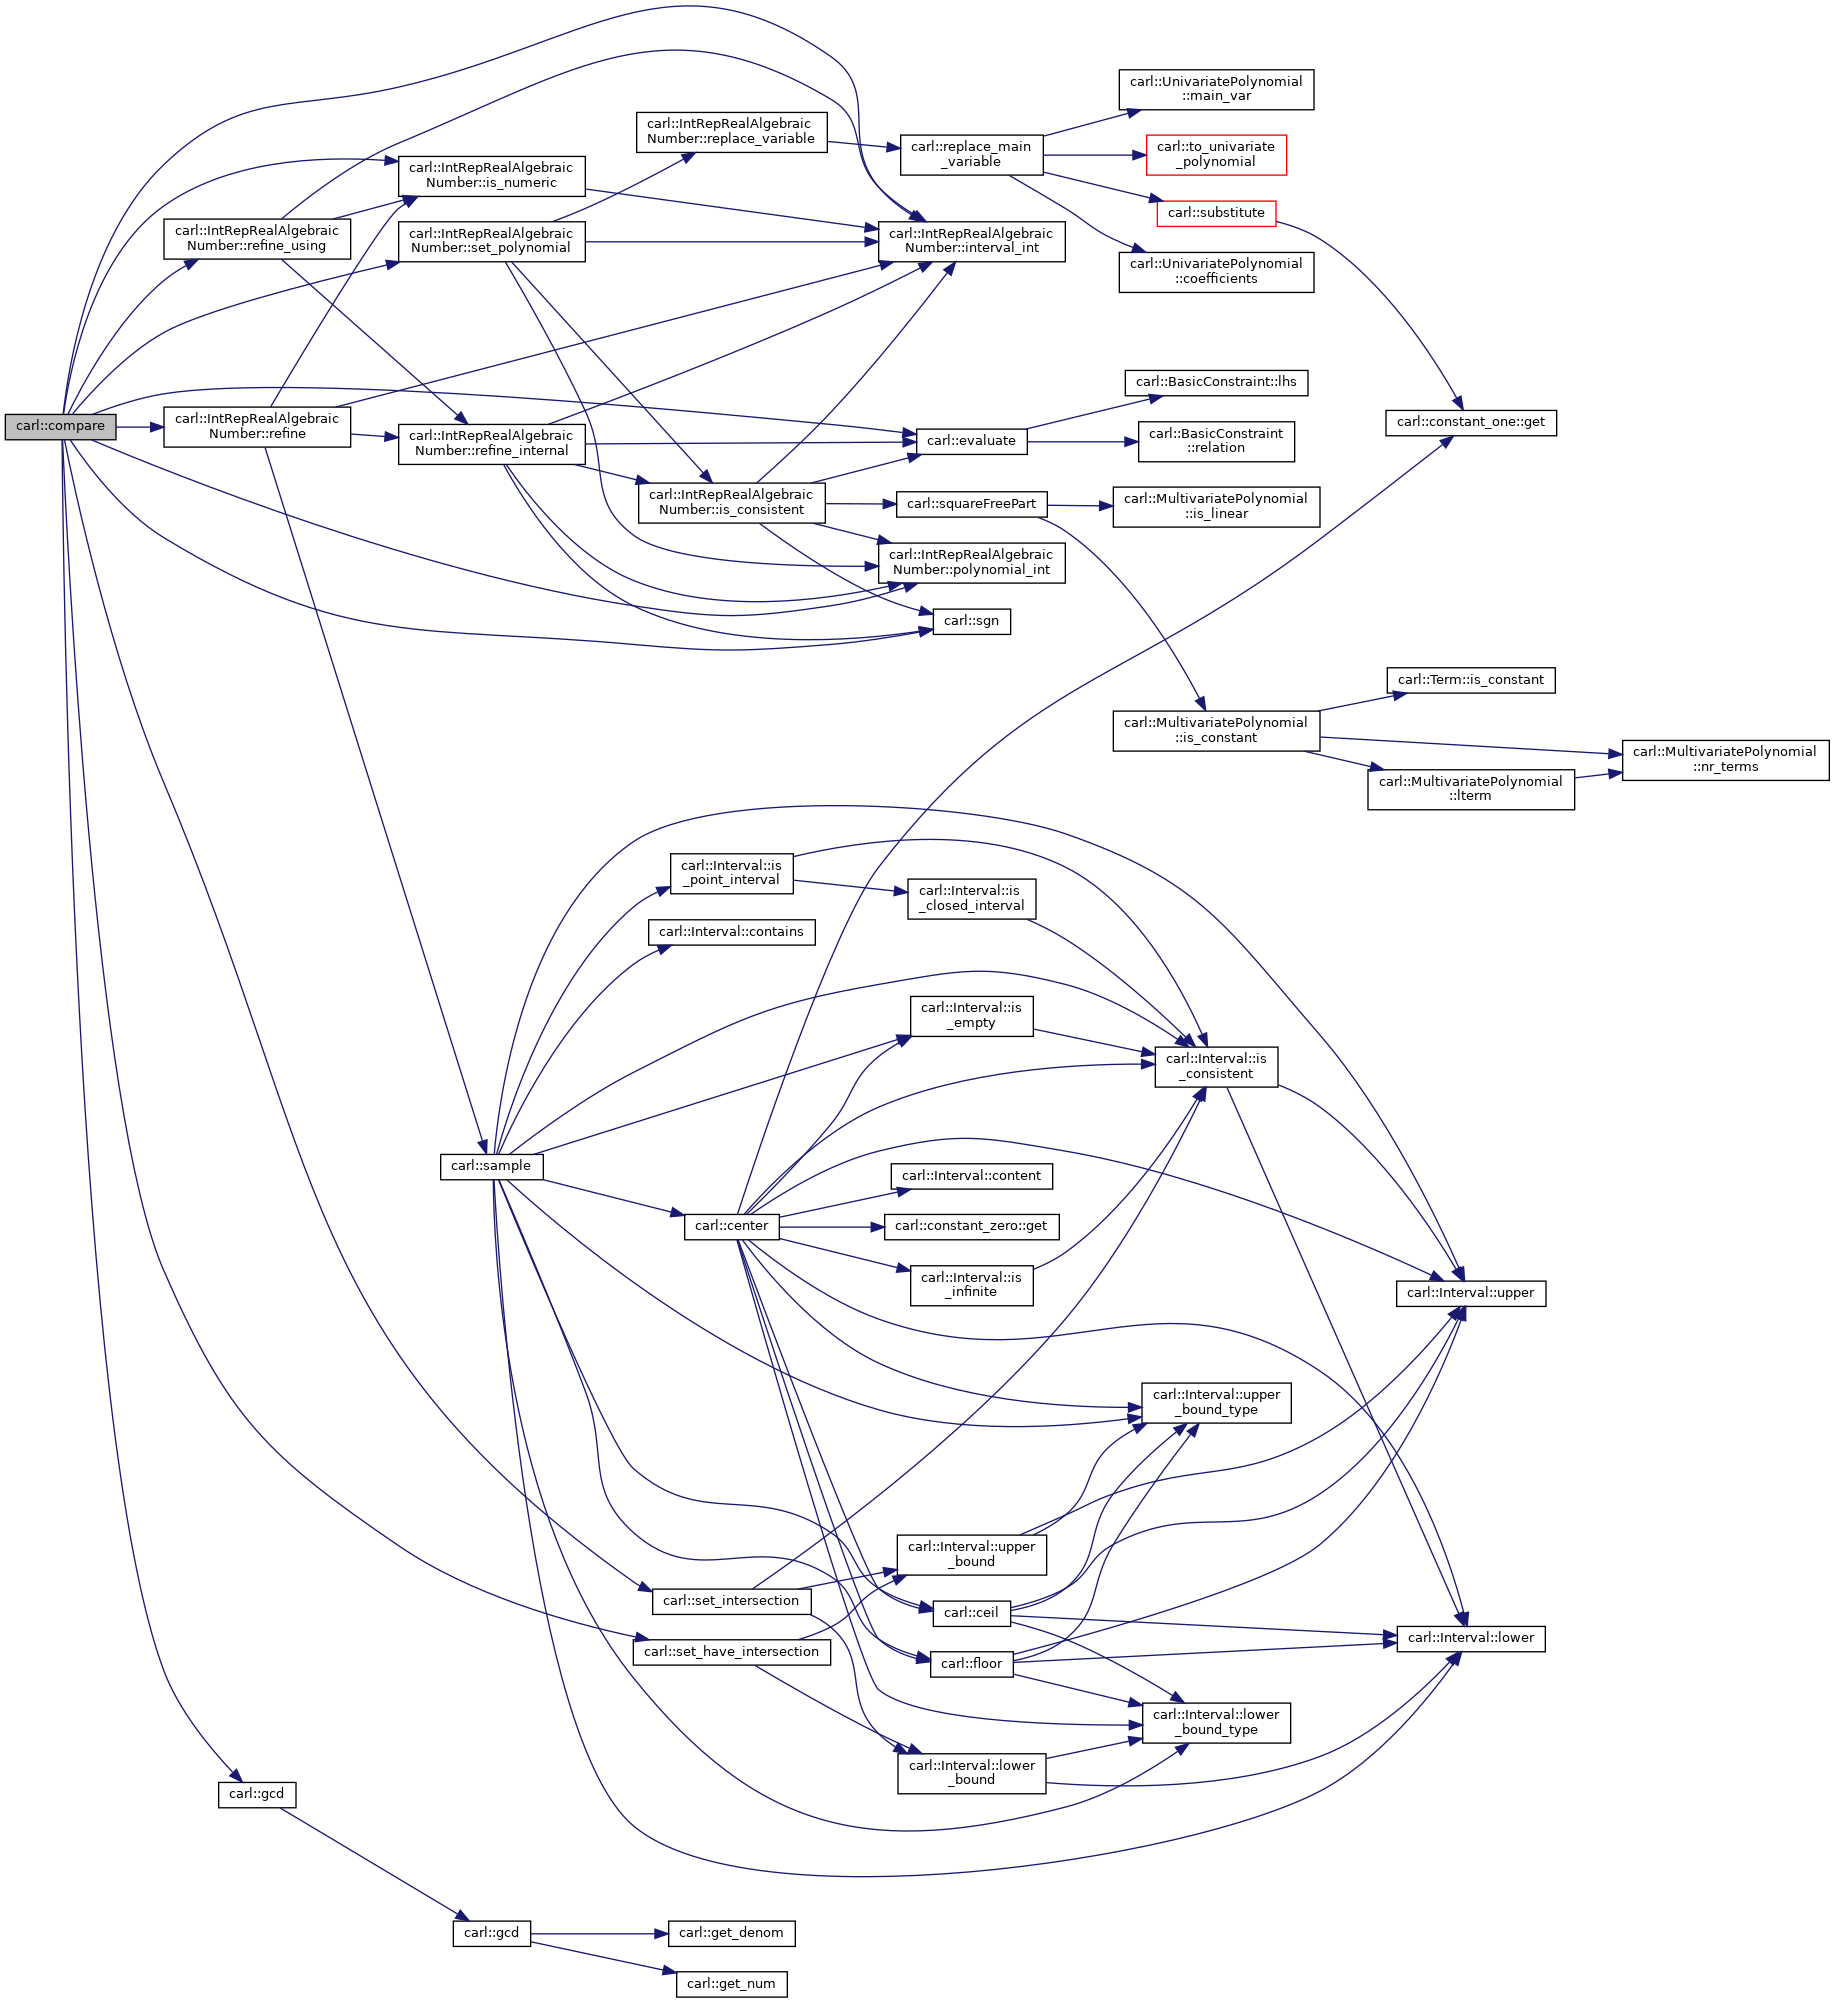 carl::compare
carl::IntRepRealAlgebraic
Number::refine_using
carl::IntRepRealAlgebraic
Number::refine
carl::gcd
carl::IntRepRealAlgebraic
Number::is_numeric
carl::IntRepRealAlgebraic
Number::set_polynomial
carl::IntRepRealAlgebraic
Number::refine_internal
carl::sample
carl::gcd
carl::IntRepRealAlgebraic
Number::replace_variable
carl::IntRepRealAlgebraic
Number::is_consistent
carl::Interval::is
_point_interval
carl::Interval::contains
carl::center
carl::set_intersection
carl::set_have_intersection
carl::get_denom
carl::get_num
carl::replace_main
_variable
carl::IntRepRealAlgebraic
Number::interval_int
carl::evaluate
carl::squareFreePart
carl::IntRepRealAlgebraic
Number::polynomial_int
carl::sgn
carl::Interval::is
_closed_interval
carl::Interval::is
_empty
carl::Interval::content
carl::constant_zero::get
carl::Interval::is
_infinite
carl::Interval::upper
_bound
carl::ceil
carl::floor
carl::Interval::lower
_bound
carl::UnivariatePolynomial
::main_var
carl::to_univariate
_polynomial
carl::substitute
carl::UnivariatePolynomial
::coefficients
carl::BasicConstraint::lhs
carl::BasicConstraint
::relation
carl::MultivariatePolynomial
::is_linear
carl::MultivariatePolynomial
::is_constant
carl::Interval::is
_consistent
carl::Interval::upper
_bound_type
carl::Interval::lower
_bound_type
carl::constant_one::get
carl::Term::is_constant
carl::MultivariatePolynomial
::lterm
carl::Interval::upper
carl::Interval::lower
carl::MultivariatePolynomial
::nr_terms